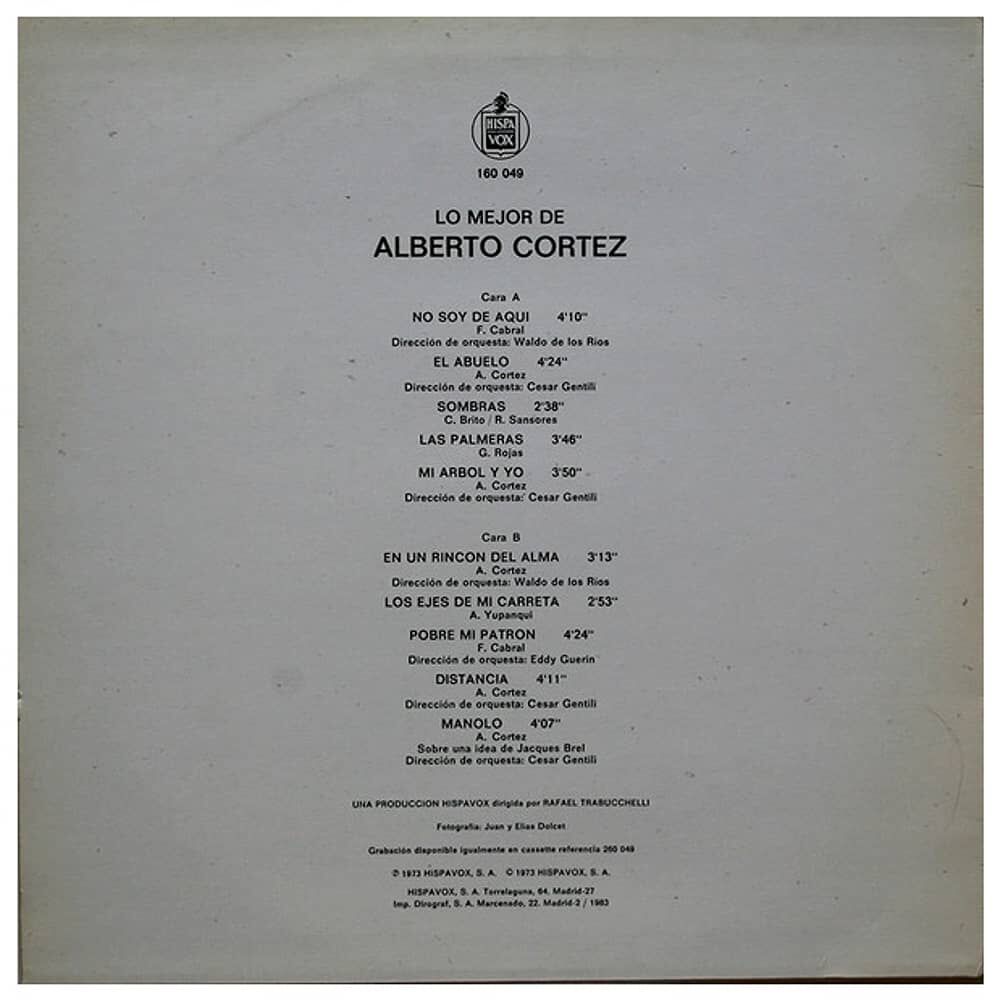 HISPA
VOX
160 049
LO MEJOR DE
ALBERTO CORTEZ
Cara A
NO SOY DE AQUI 4'10"
F. Cabral
Dirección de orquesta: Waldo de los Rios
EL ABUELO 4'24"
A. Cortez
Dirección de orquesta: Cesar Gentili
SOMBRAS 2'38"
C. Brito / R. Sansores
LAS PALMERAS 3'46"
G. Rojas
MI ARBOL Y YO 3'50"
A. Cortez
Dirección de orquesta: Cesar Gentili
Cara B
EN UN RINCON DEL ALMA 3'13"
A. Cortez
Dirección de orquesta: Waldo de los Rios
LOS EJES DE MI CARRETA 2'53"
A. Yupanqui
POBRE MI PATRON 4'24"
F. Cabral
Dirección de orquesta: Eddy Guerin
DISTANCIA 4'11"
A. Cortez
Dirección de orquesta: Cesar Gentili
MANOLO 4'07"
A. Cortez
Sobre una idea de Jacques Brel
Dirección de orquesta: Cesar Gentili
UNA PRODUCCION HISPAVOX dirigida por RAFAEL TRABUCCHELLI
Fotografía: Juan y Elias Dolcet
Grabación disponible igualmente en cassette referencia 260 049
℗ 1973 HISPAVOX, S. A. © 1973 HISPAVOX, S. A.
HISPAVOX, S. A. Torrelaguna, 64. Madrid-27
Imp. Dirograf, S. A. Marcenado, 22. Madrid-2 / 1983